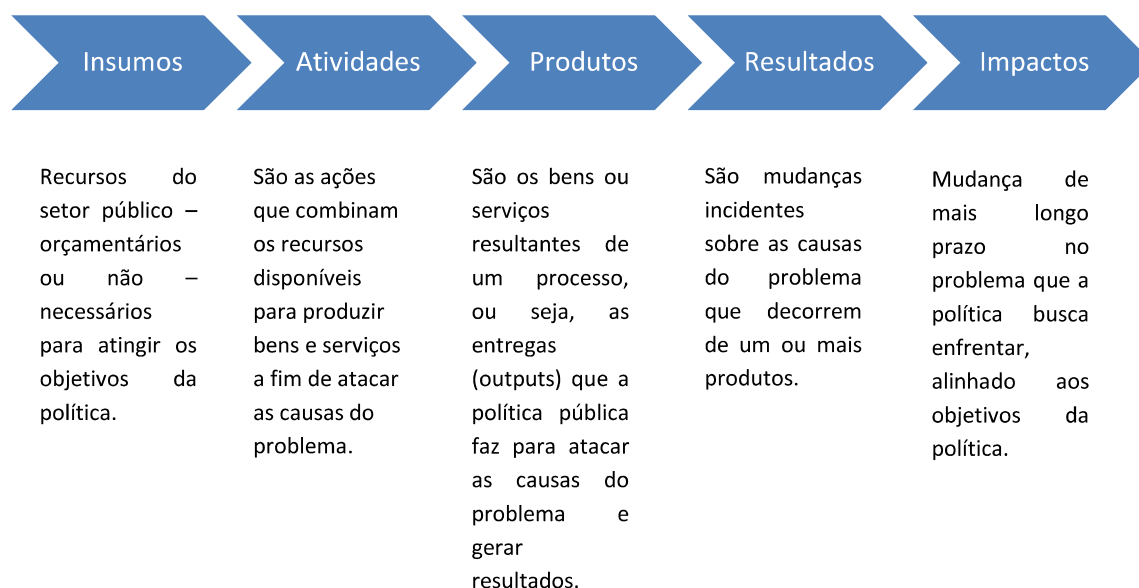 Insumos
Atividades
Produtos
Resultados
Impactos
Recursos do
setor público –
orçamentários
ou não –
necessários
para atingir os
objetivos da
política.
São as ações
que combinam
os recursos
disponíveis
para produzir
bens e serviços
a fim de atacar
as causas do
problema.
São os bens ou
serviços
resultantes de
um processo,
ou seja, as
entregas
(outputs) que a
política pública
faz para atacar
as causas do
problema e
gerar
resultados.
São mudanças
incidentes
sobre as causas
do problema
que decorrem
de um ou mais
produtos.
Mudança de
mais longo
prazo no
problema que a
política busca
enfrentar,
alinhado aos
objetivos da
política.